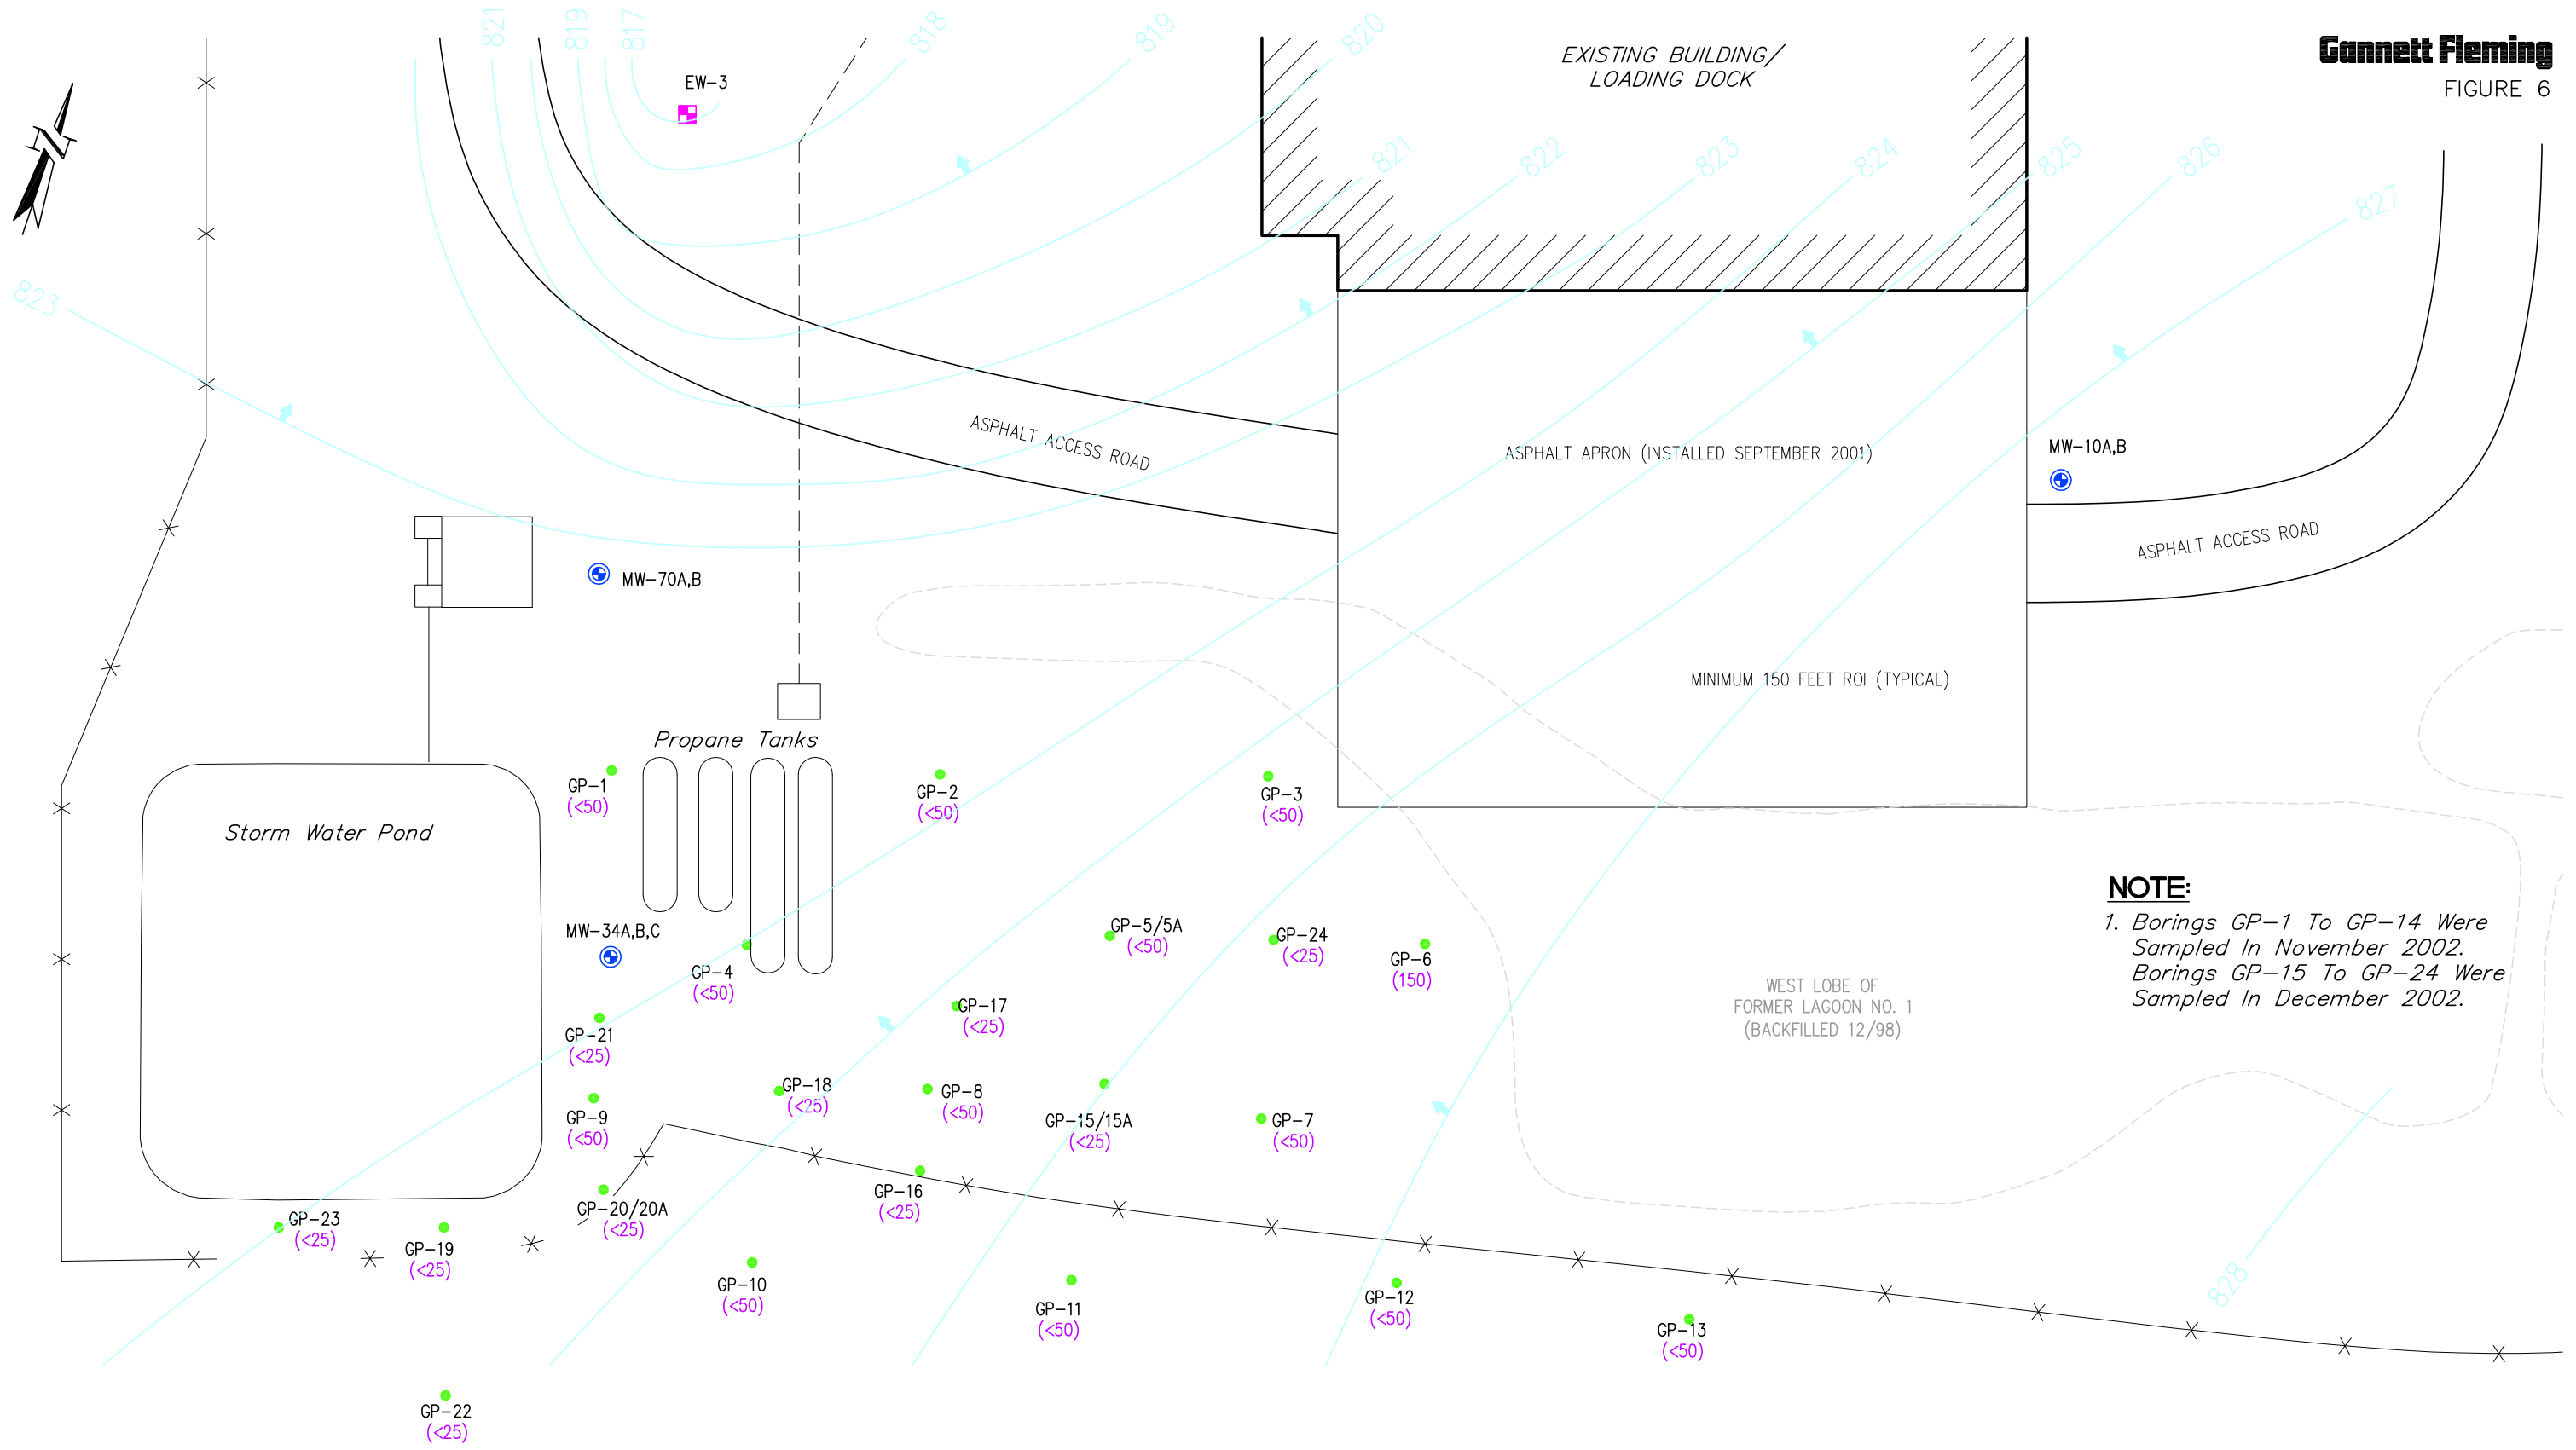 821
819
817
818
819
820
EXISTING BUILDING/
LOADING DOCK
Gannett Fleming
FIGURE 6
EW-3
N
821
822
823
824
825
826
827
823
ASPHALT ACCESS ROAD
ASPHALT APRON (INSTALLED SEPTEMBER 2001)
MW-10A,B
ASPHALT ACCESS ROAD
MW-70A,B
MINIMUM 150 FEET ROI (TYPICAL)
Propane Tanks
GP-1
(<50)
GP-2
(<50)
GP-3
(<50)
Storm Water Pond
NOTE:
1. Borings GP-1 To GP-14 Were
Sampled In November 2002.
Borings GP-15 To GP-24 Were
Sampled In December 2002.
MW-34A,B,C
GP-4
(<50)
GP-5/5A
(<50)
GP-24
(<25)
GP-6
(150)
WEST LOBE OF
FORMER LAGOON NO. 1
(BACKFILLED 12/98)
GP-17
(<25)
GP-21
(<25)
GP-18
(<25)
GP-8
(<50)
GP-9
(<50)
GP-15/15A
(<25)
GP-7
(<50)
GP-16
(<25)
GP-20/20A
(<25)
GP-23
(<25)
GP-19
(<25)
GP-10
(<50)
GP-11
(<50)
GP-12
(<50)
GP-13
(<50)
828
GP-22
(<25)